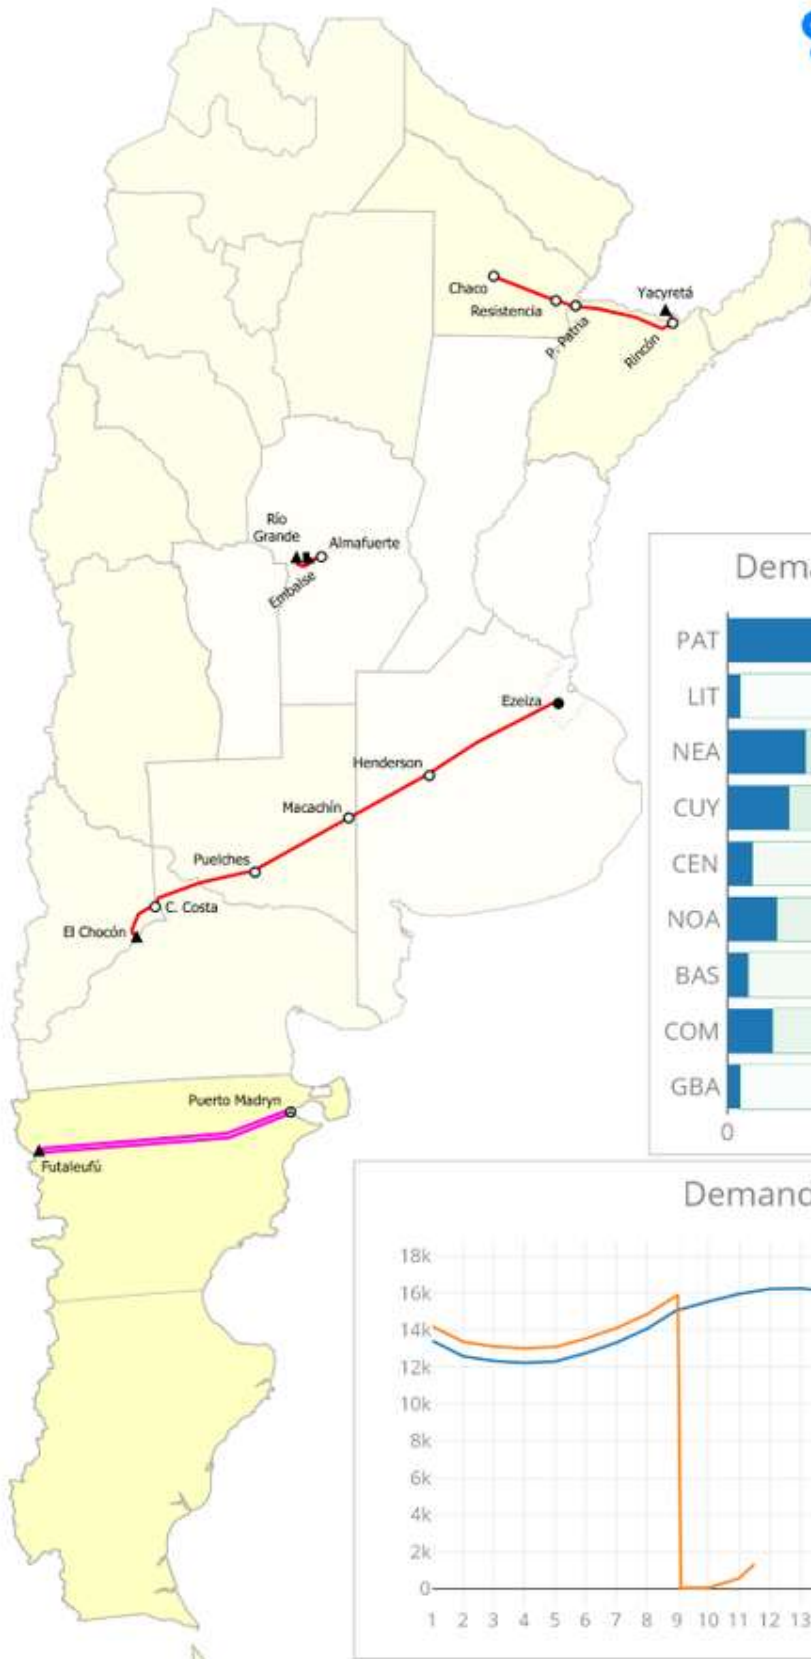 Chaco
Resistencia
P. Patria
Yacyretá
Rincón
Río
Grande
Almafuerte
Embalse
Ezeiza
Henderson
Macachín
Puelches
C. Costa
El Chocón
Puerto Madryn
Futaleufú
Dema
PAT
LIT
NEA
CUY
CEN
NOA
BAS
COM
GBA
0
Demand
18k
16k
14k
12k
10k
8k
6k
4k
2k
0
1 2 3 4 5 6 7 8 9 10 11 12 13